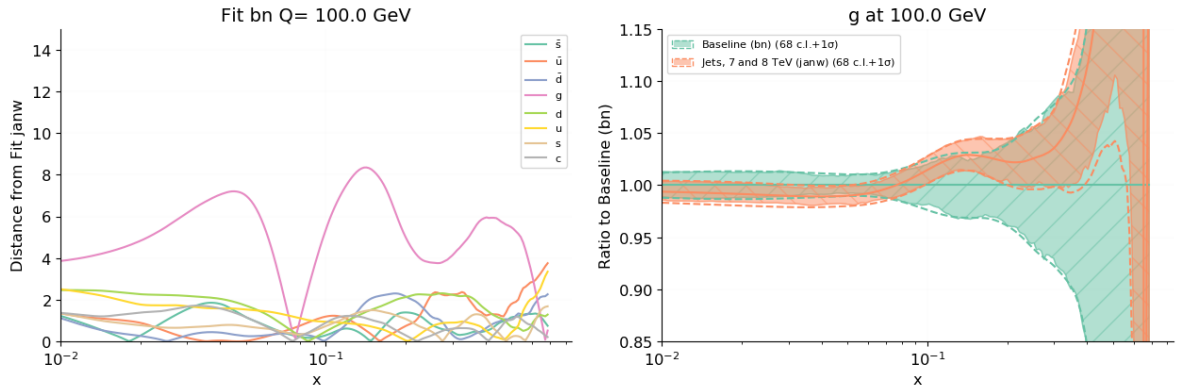 Fit bn Q= 100.0 GeV
Distance from Fit janw
14
12
10
8
6
4
2
0
10⁻²
10⁻¹
x
s̄
ū
d̄
g
d
u
s
c
g at 100.0 GeV
Ratio to Baseline (bn)
1.15
1.10
1.05
1.00
0.95
0.90
0.85
10⁻²
10⁻¹
x
Baseline (bn) (68 c.l.+1σ)
Jets, 7 and 8 TeV (janw) (68 c.l.+1σ)